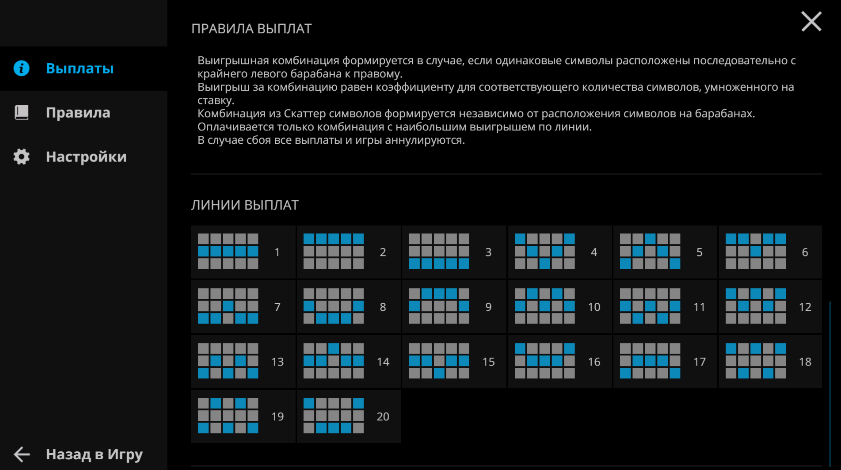 ПРАВИЛА ВЫПЛАТ
Выигрышная комбинация формируется в случае, если одинаковые символы расположены последовательно с
крайнего левого барабана к правому.
Выигрыш за комбинацию равен коэффициенту для соответствующего количества символов, умноженного на
ставку.
Комбинация из Скаттер символов формируется независимо от расположения символов на барабанах.
Оплачивается только комбинация с наибольшим выигрышем по линии.
В случае сбоя все выплаты и игры аннулируются.
Выплаты
Правила
Настройки
ЛИНИИ ВЫПЛАТ
1 2 3 4 5 6
7 8 9 10 11 12
13 14 15 16 17 18
19 20
Назад в Игру